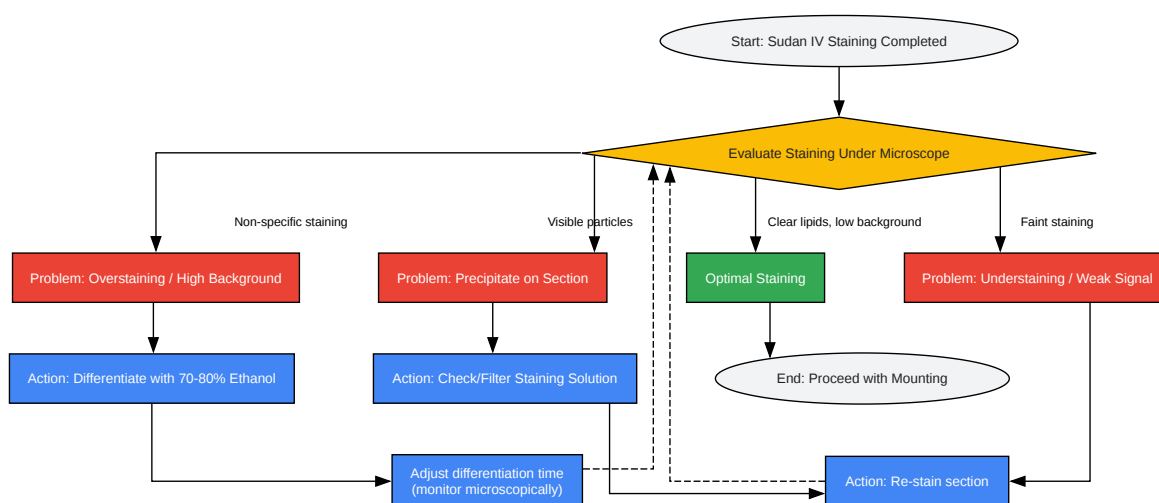 Start: Sudan IV Staining Completed
Evaluate Staining Under Microscope
Non-specific staining
Visible particles
Clear lipids, low background
Faint staining
Problem: Overstaining / High Background
Problem: Precipitate on Section
Optimal Staining
Problem: Understaining / Weak Signal
Action: Differentiate with 70-80% Ethanol
Action: Check/Filter Staining Solution
End: Proceed with Mounting
Adjust differentiation time
(monitor microscopically)
Action: Re-stain section